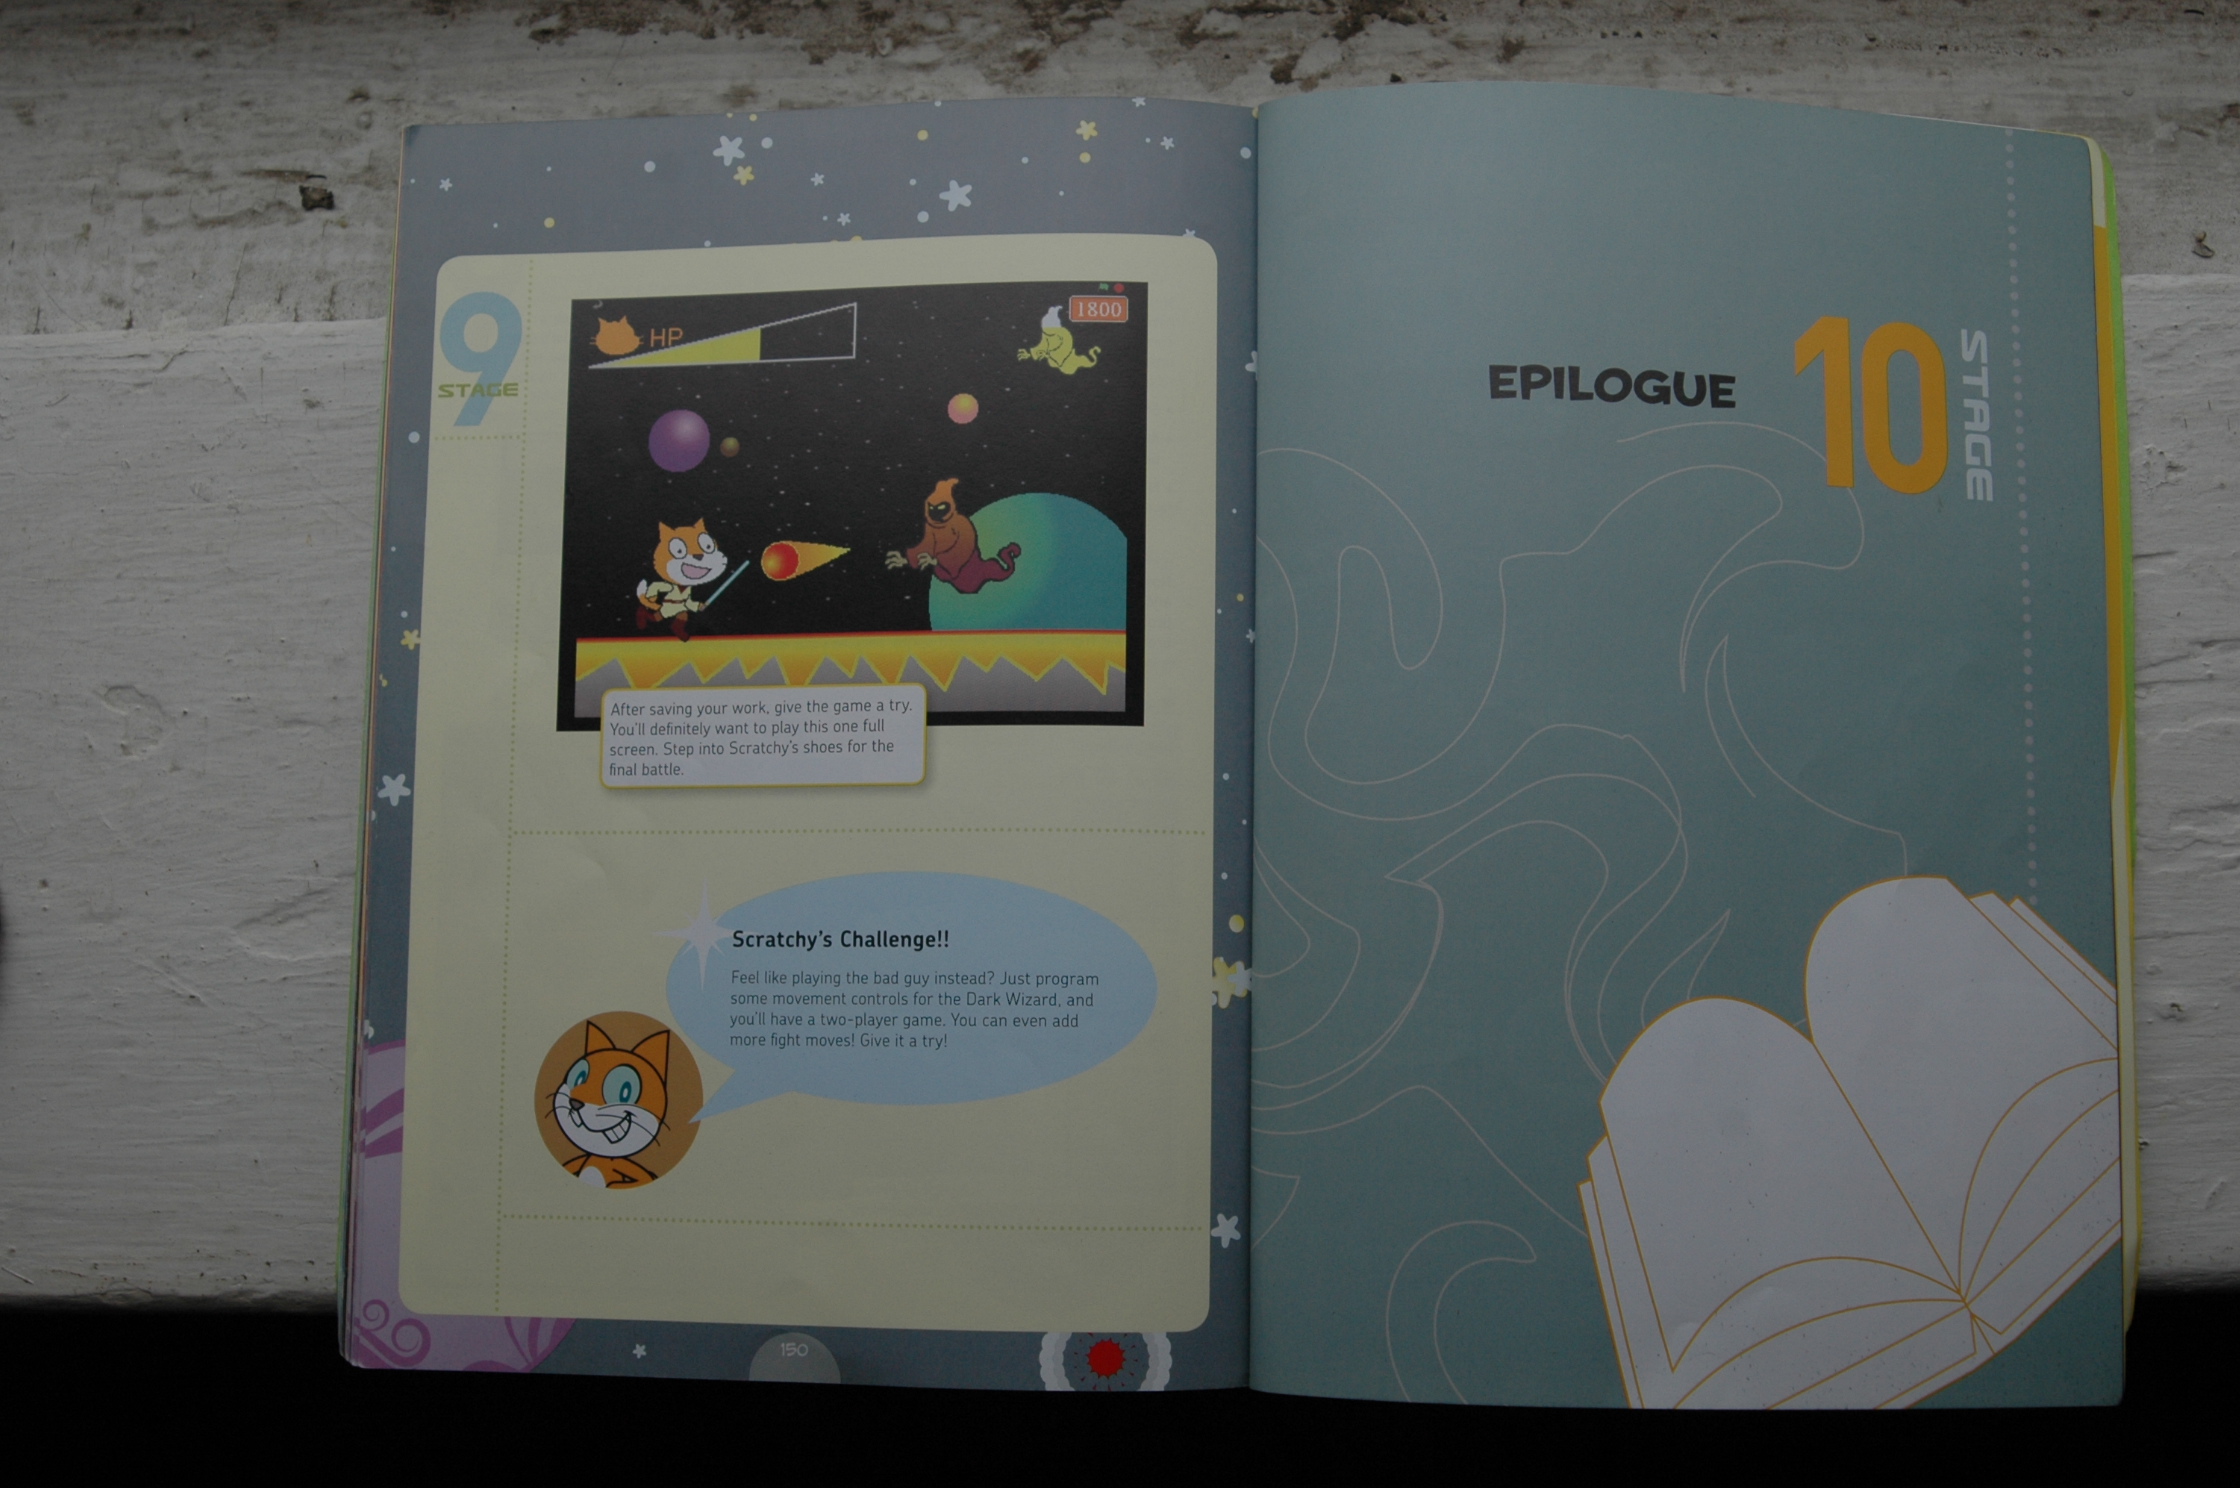 9
STAGE
HP
1800
After saving your work, give the game a try.
You'll definitely want to play this one full
screen. Step into Scratchy's shoes for the
final battle.
Scratchy's Challenge!!
Feel like playing the bad guy instead? Just program
some movement controls for the Dark Wizard, and
you'll have a two-player game. You can even add
more fight moves! Give it a try!
150
EPILOGUE
10
STAGE